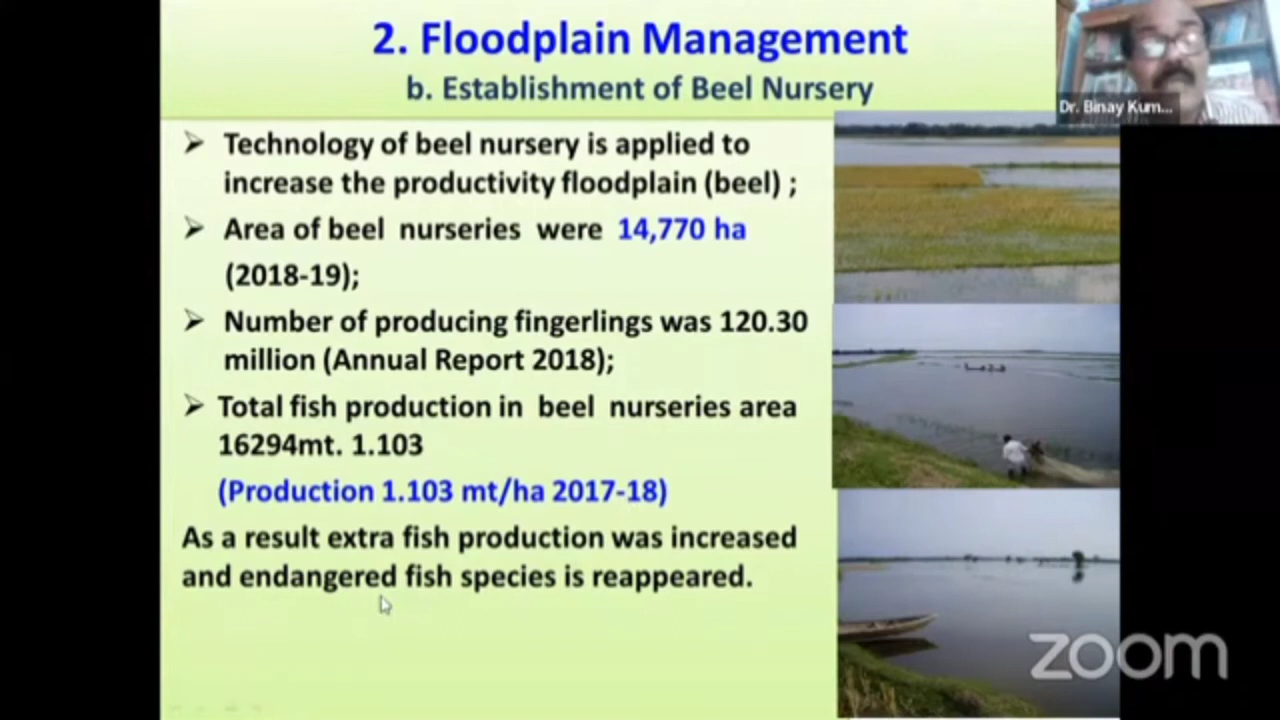 2. Floodplain Management
b. Establishment of Beel Nursery
Dr. Binay Kum...
➢ Technology of beel nursery is applied to
increase the productivity floodplain (beel) ;
➢ Area of beel nurseries were 14,770 ha
(2018-19);
➢ Number of producing fingerlings was 120.30
million (Annual Report 2018);
➢ Total fish production in beel nurseries area
16294mt. 1.103
(Production 1.103 mt/ha 2017-18)
As a result extra fish production was increased
and endangered fish species is reappeared.
zoom